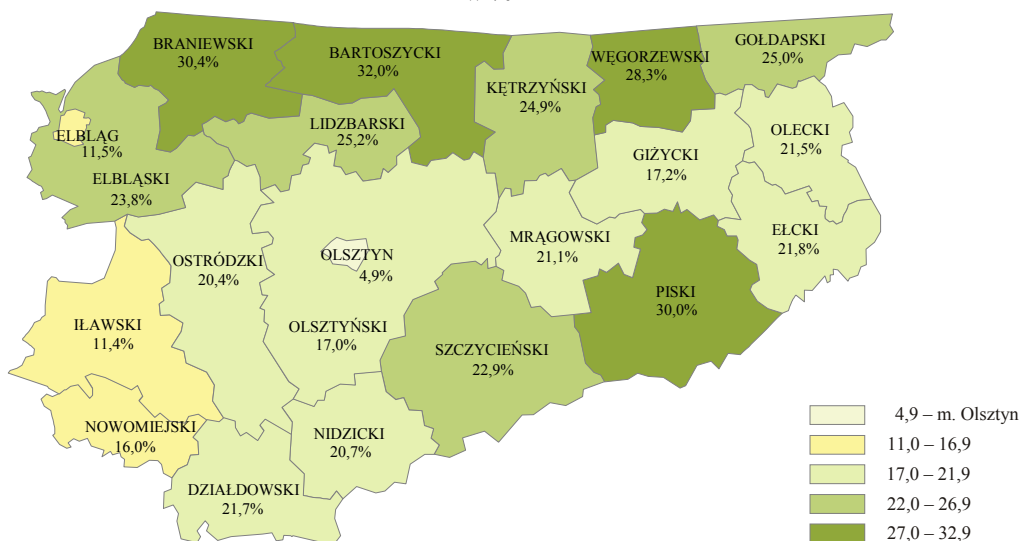 BRANIEWSKI
30,4%
BARTOSZYCKI
32,0%
KĘTRZYŃSKI
24,9%
WĘGORZEWSKI
28,3%
GOŁDAPSKI
25,0%
ELBLĄG
11,5%
LIDZBARSKI
25,2%
GIŻYCKI
17,2%
OLECKI
21,5%
ELBLĄSKI
23,8%
OSTRÓDZKI
20,4%
OLSZTYN
4,9%
MRĄGOWSKI
21,1%
EŁCKI
21,8%
IŁAWSKI
11,4%
OLSZTYŃSKI
17,0%
SZCZYCIEŃSKI
22,9%
PISKI
30,0%
NOWOMIEJSKI
16,0%
NIDZICKI
20,7%
DZIAŁDOWSKI
21,7%
4,9 – m. Olsztyn
11,0 – 16,9
17,0 – 21,9
22,0 – 26,9
27,0 – 32,9